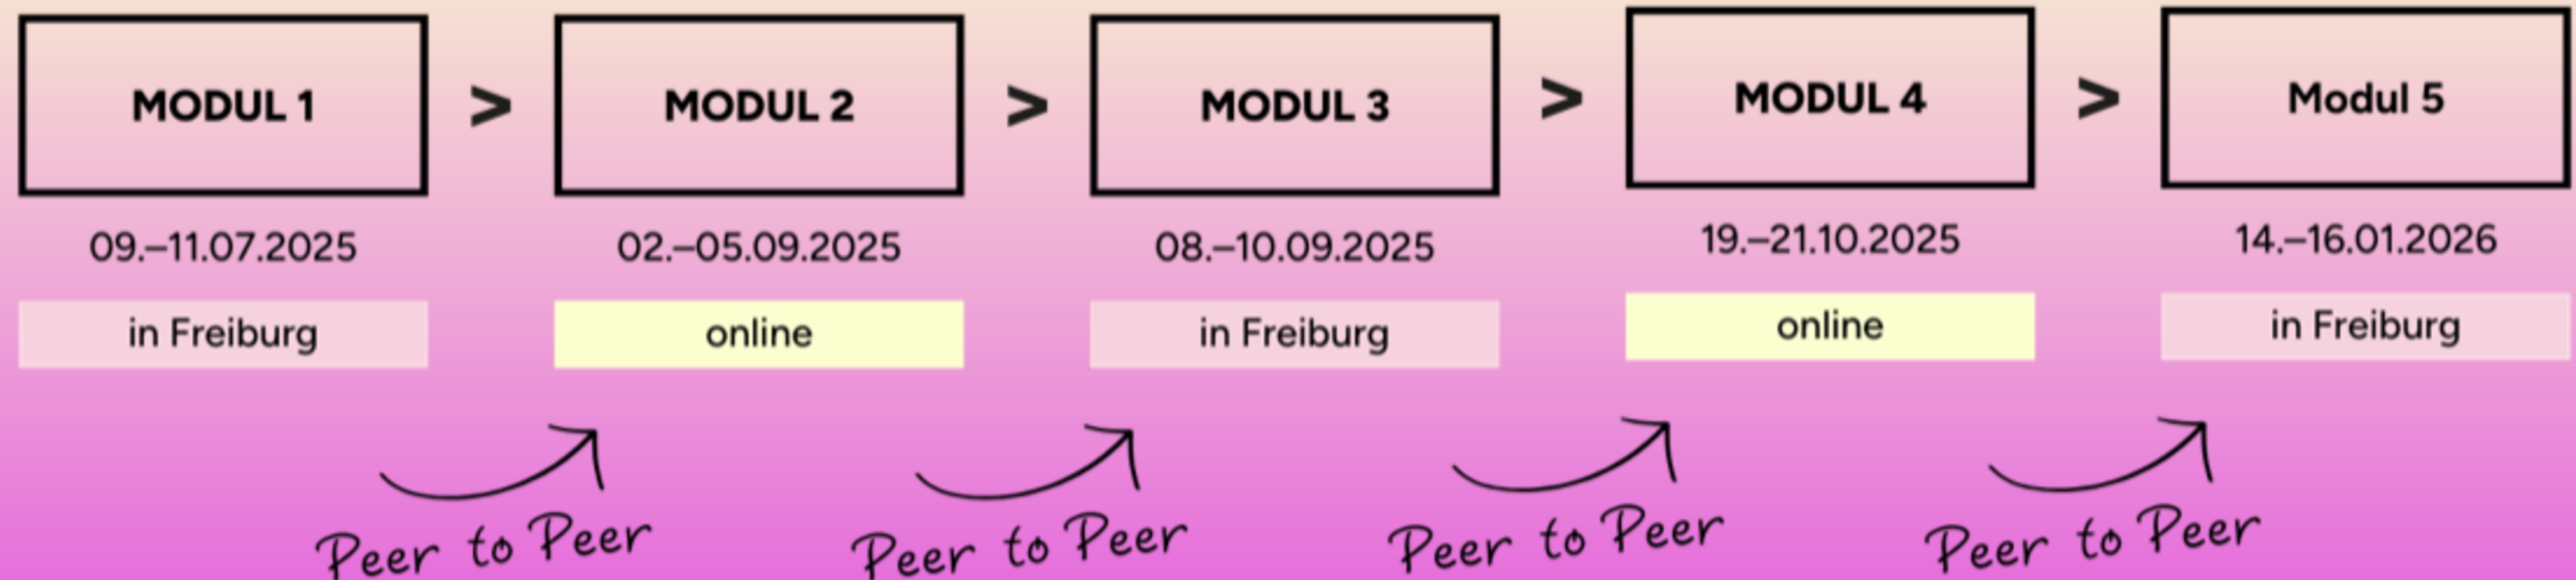 MODUL 1 > MODUL 2 > MODUL 3 > MODUL 4 > Modul 5
09.–11.07.2025 02.–05.09.2025 08.–10.09.2025 19.–21.10.2025 14.–16.01.2026
in Freiburg online in Freiburg online in Freiburg
Peer to Peer Peer to Peer Peer to Peer Peer to Peer